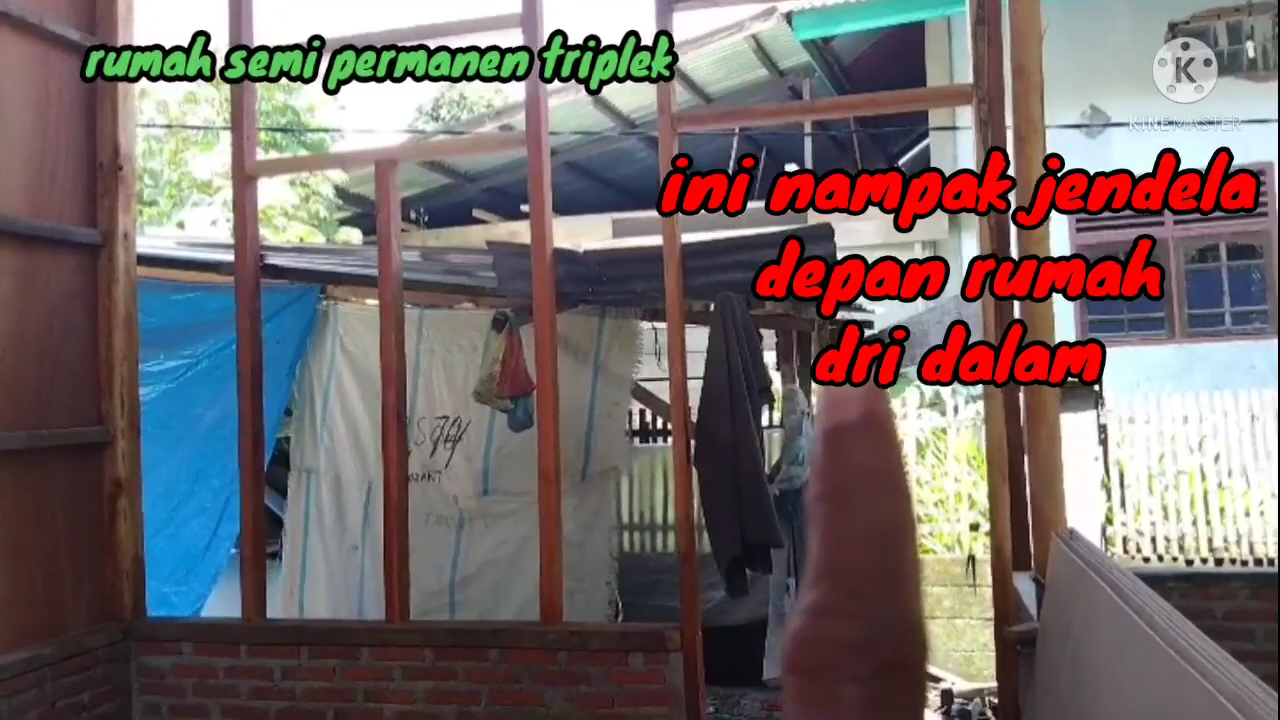 rumah semi permanen triplek
K
KINEMASTER
ini nampak jendela
depan rumah
dri dalam